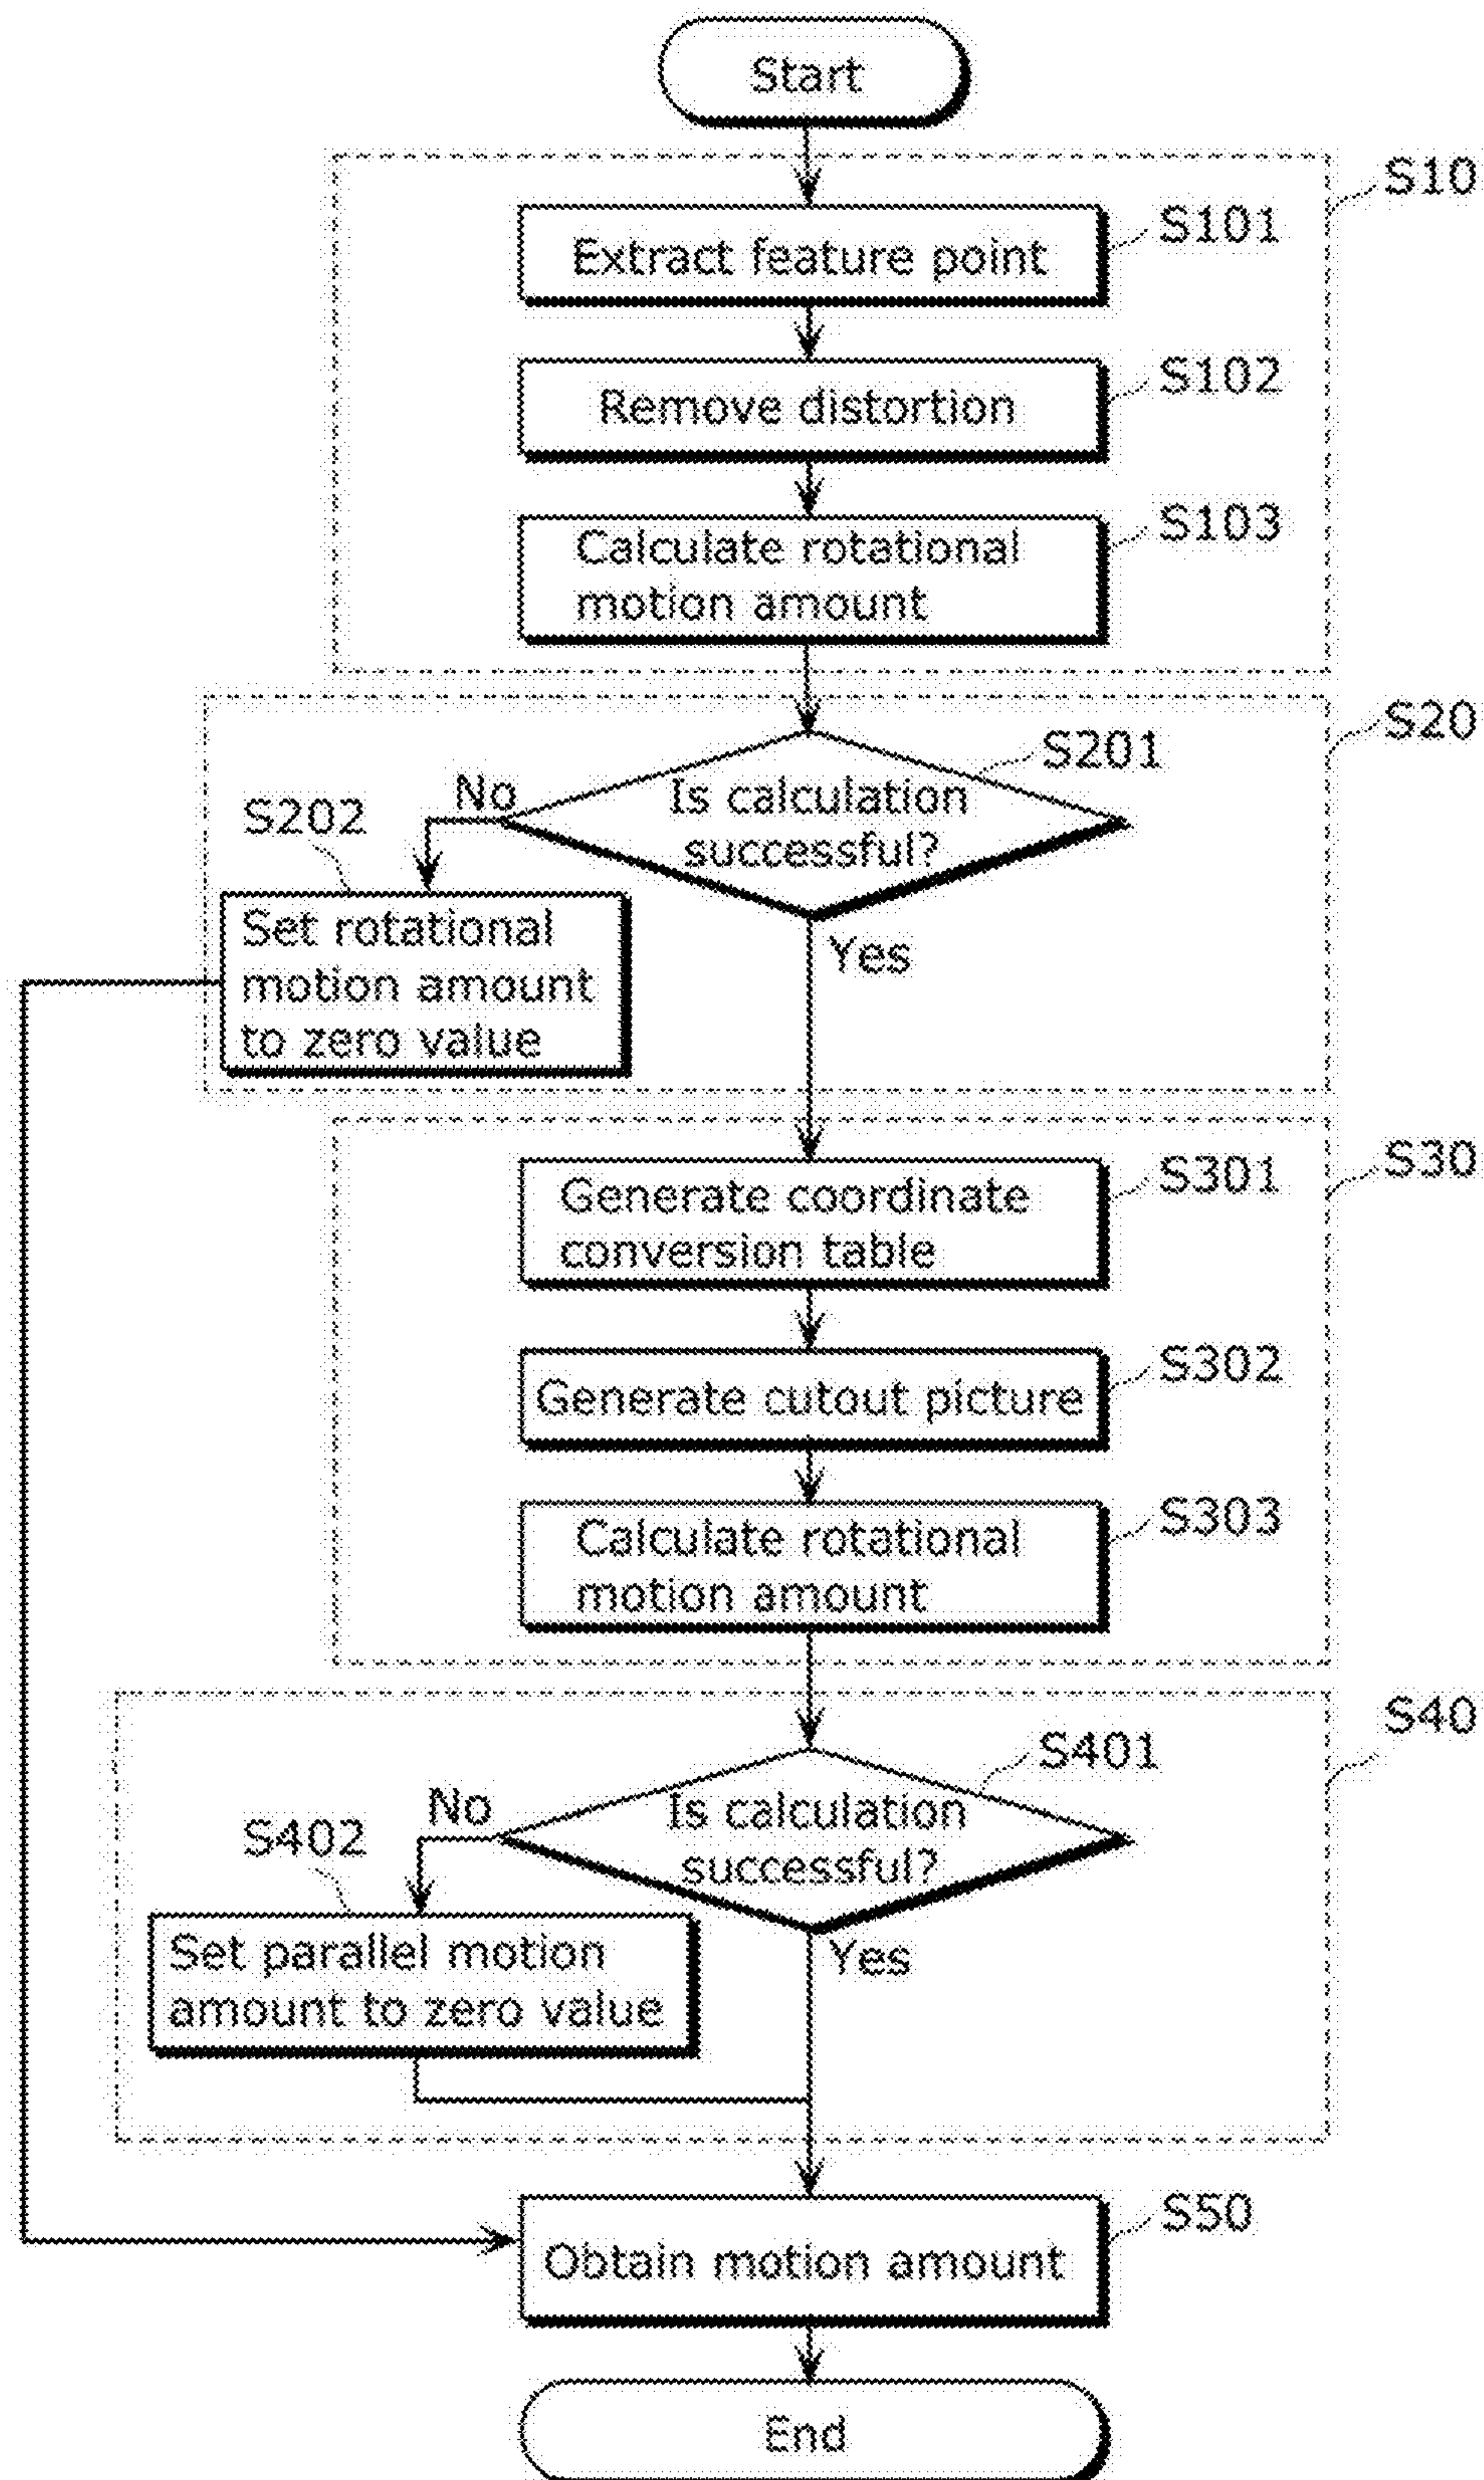 Start
S10
S101
Extract feature point
S102
Remove distortion
S103
Calculate rotational
motion amount
S20
S201
No
Is calculation
successful?
S202
Set rotational
motion amount
to zero value
Yes
S30
S301
Generate coordinate
conversion table
S302
Generate cutout picture
S303
Calculate rotational
motion amount
S40
S401
No
Is calculation
successful?
S402
Set parallel motion
amount to zero value
Yes
S50
Obtain motion amount
End